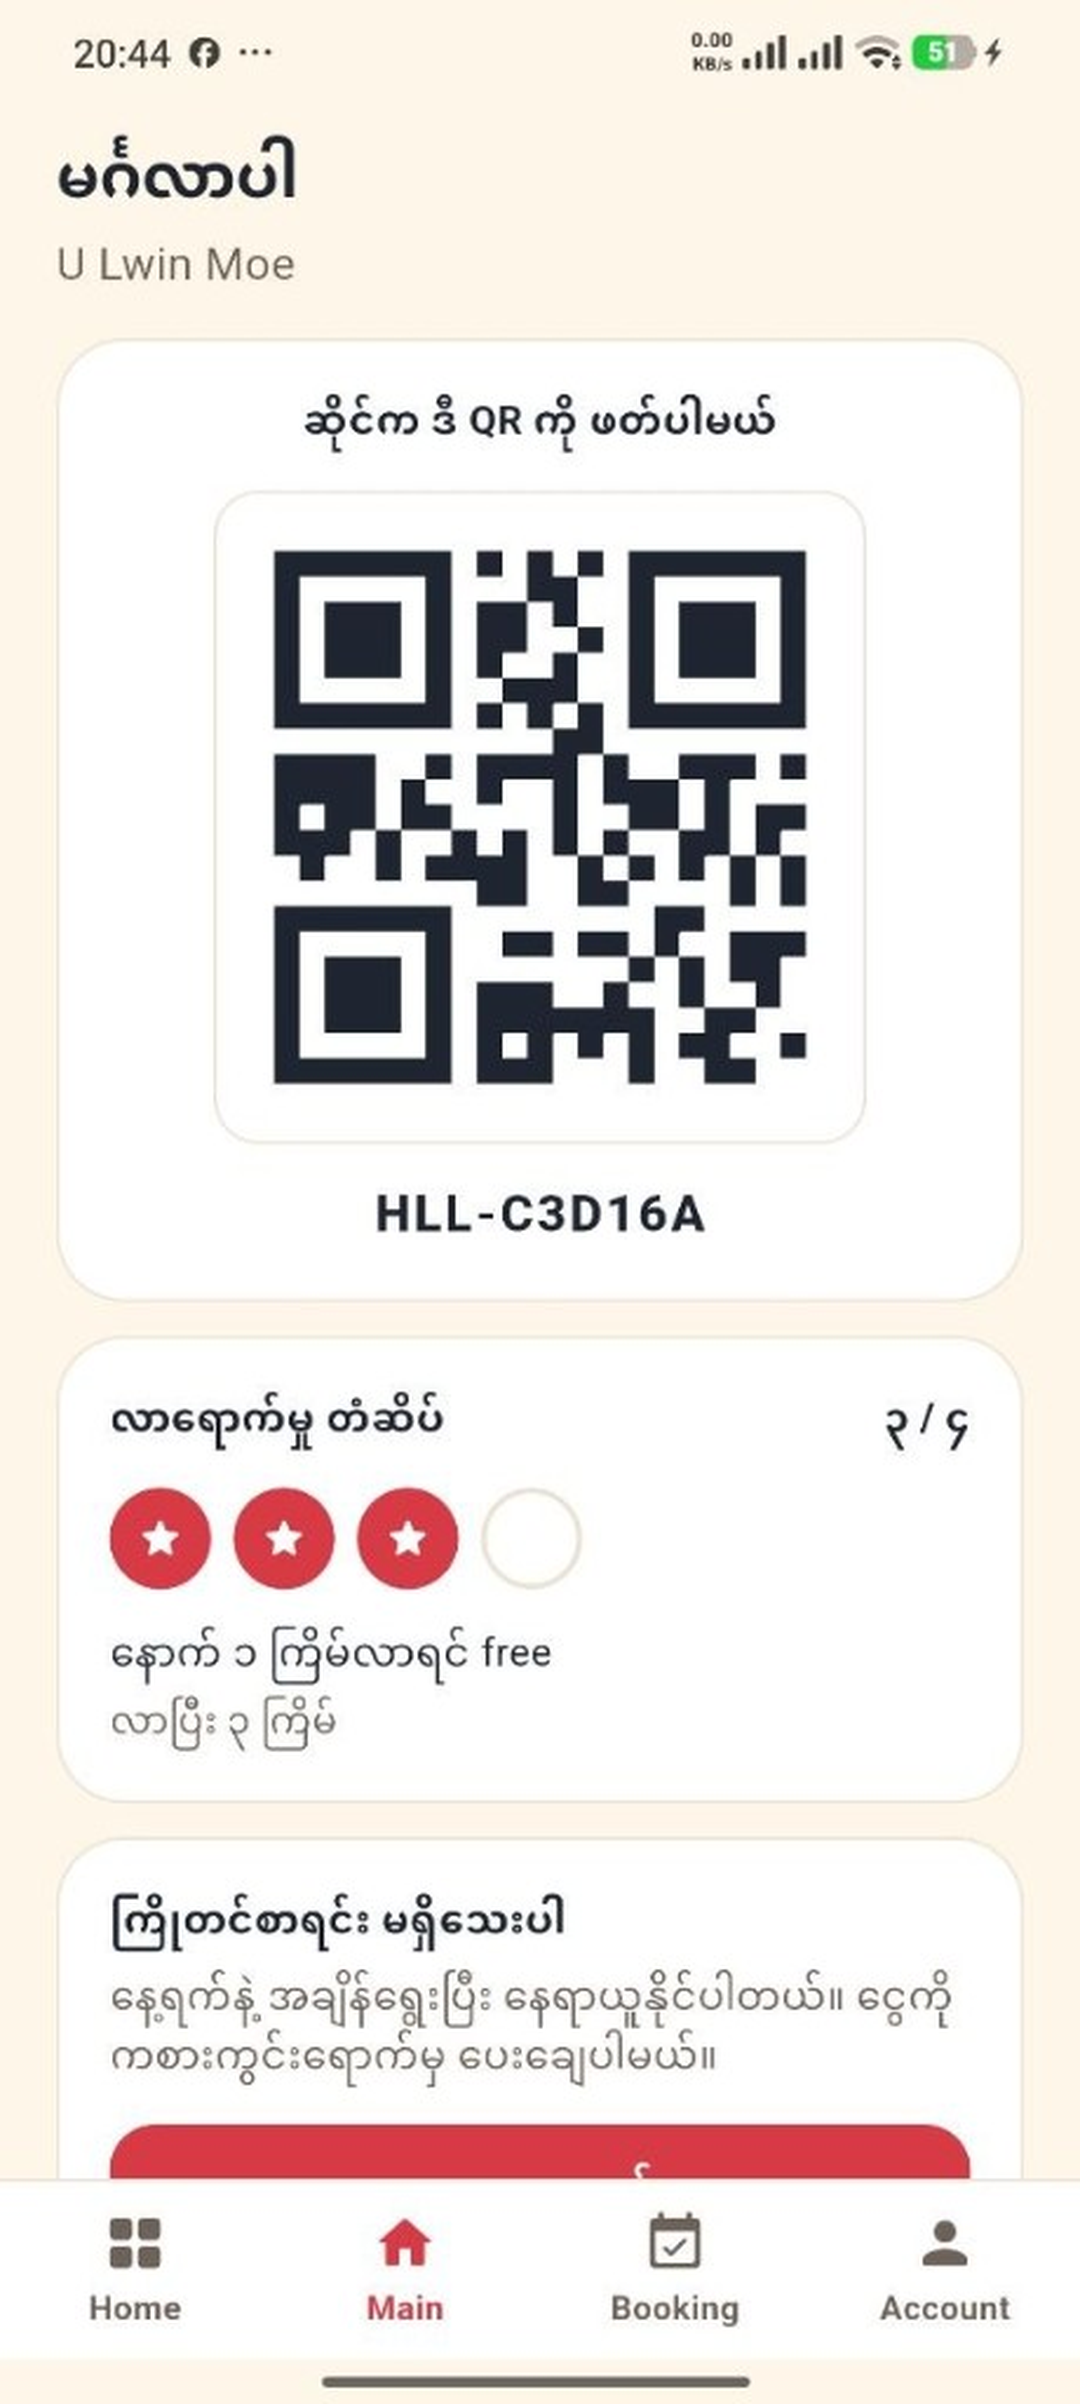 20:44
0.00
KB/s
51
မင်္ဂလာပါ
U Lwin Moe
ဆိုင်က ဒီ QR ကို ဖတ်ပါမယ်
HLL-C3D16A
လာရောက်မှု တံဆိပ်
၃ / ၄
နောက် ၁ ကြိမ်လာရင် free
လာပြီး ၃ ကြိမ်
ကြိုတင်စာရင်း မရှိသေးပါ
နေ့ရက်နဲ့ အချိန်ရွေးပြီး နေရာယူနိုင်ပါတယ်။ ငွေကို
ကစားကွင်းရောက်မှ ပေးချေပါမယ်။
Home
Main
Booking
Account